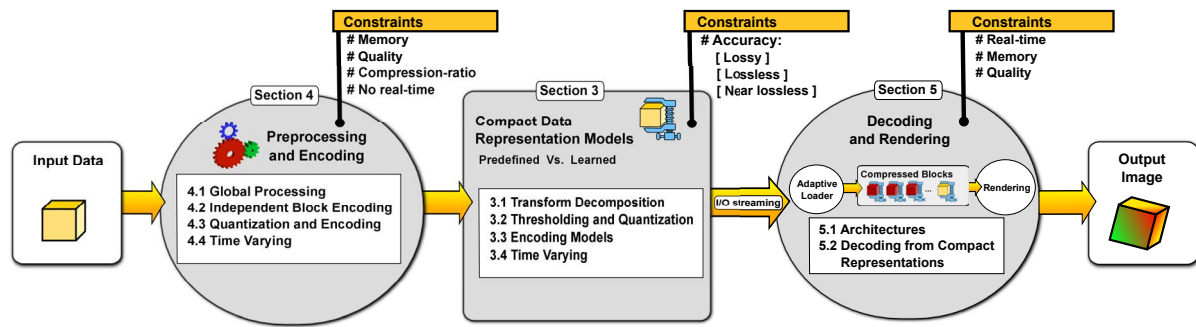 Input Data
Constraints
# Memory
# Quality
# Compression-ratio
# No real-time
Section 4
Preprocessing
and Encoding
4.1 Global Processing
4.2 Independent Block Encoding
4.3 Quantization and Encoding
4.4 Time Varying
Constraints
# Accuracy:
[ Lossy ]
[ Lossless ]
[ Near lossless ]
Section 3
Compact Data
Representation Models
Predefined Vs. Learned
3.1 Transform Decomposition
3.2 Thresholding and Quantization
3.3 Encoding Models
3.4 Time Varying
I/O streaming
Constraints
# Real-time
# Memory
# Quality
Section 5
Decoding
and Rendering
Adaptive
Loader
Compressed Blocks
...
Rendering
5.1 Architectures
5.2 Decoding from Compact
Representations
Output
Image